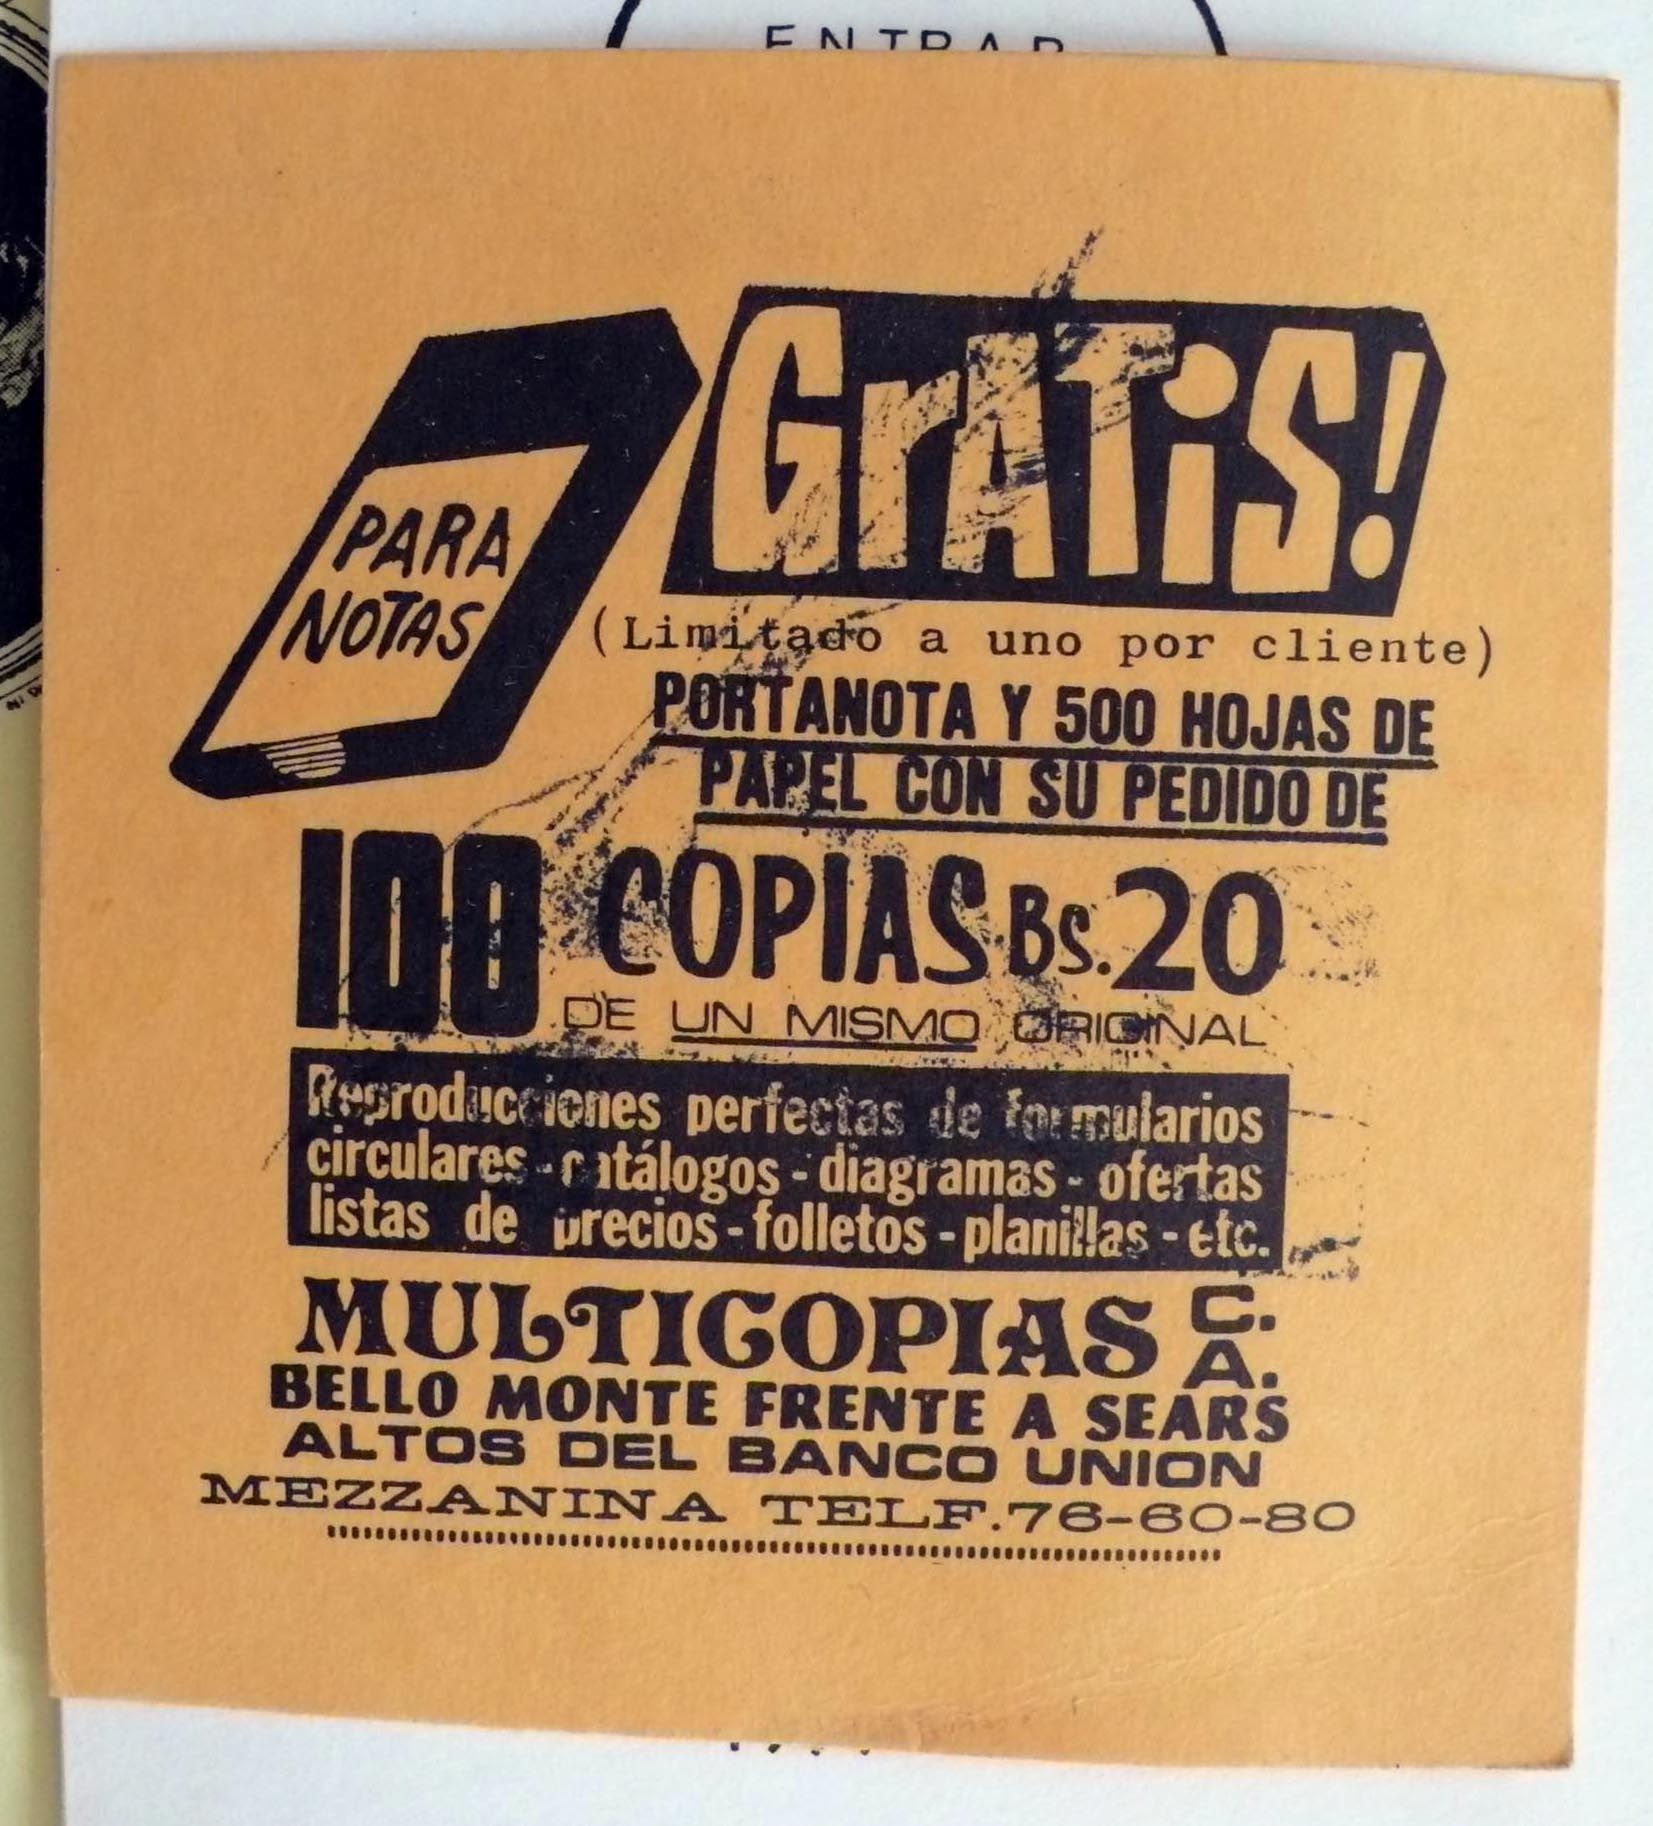 ENTRAR
GrATiS!
PARA
NOTAS
(Limitado a uno por cliente)
PORTANOTA Y 500 HOJAS DE
PAPEL CON SU PEDIDO DE
100 COPIAS Bs. 20
DE UN MISMO ORIGINAL
Reproducciones perfectas de formularios
circulares - catálogos - diagramas - ofertas
listas de precios - folletos - planillas - etc.
MULTICOPIAS C.A.
BELLO MONTE FRENTE A SEARS
ALTOS DEL BANCO UNION
MEZZANINA TELF. 76-60-80